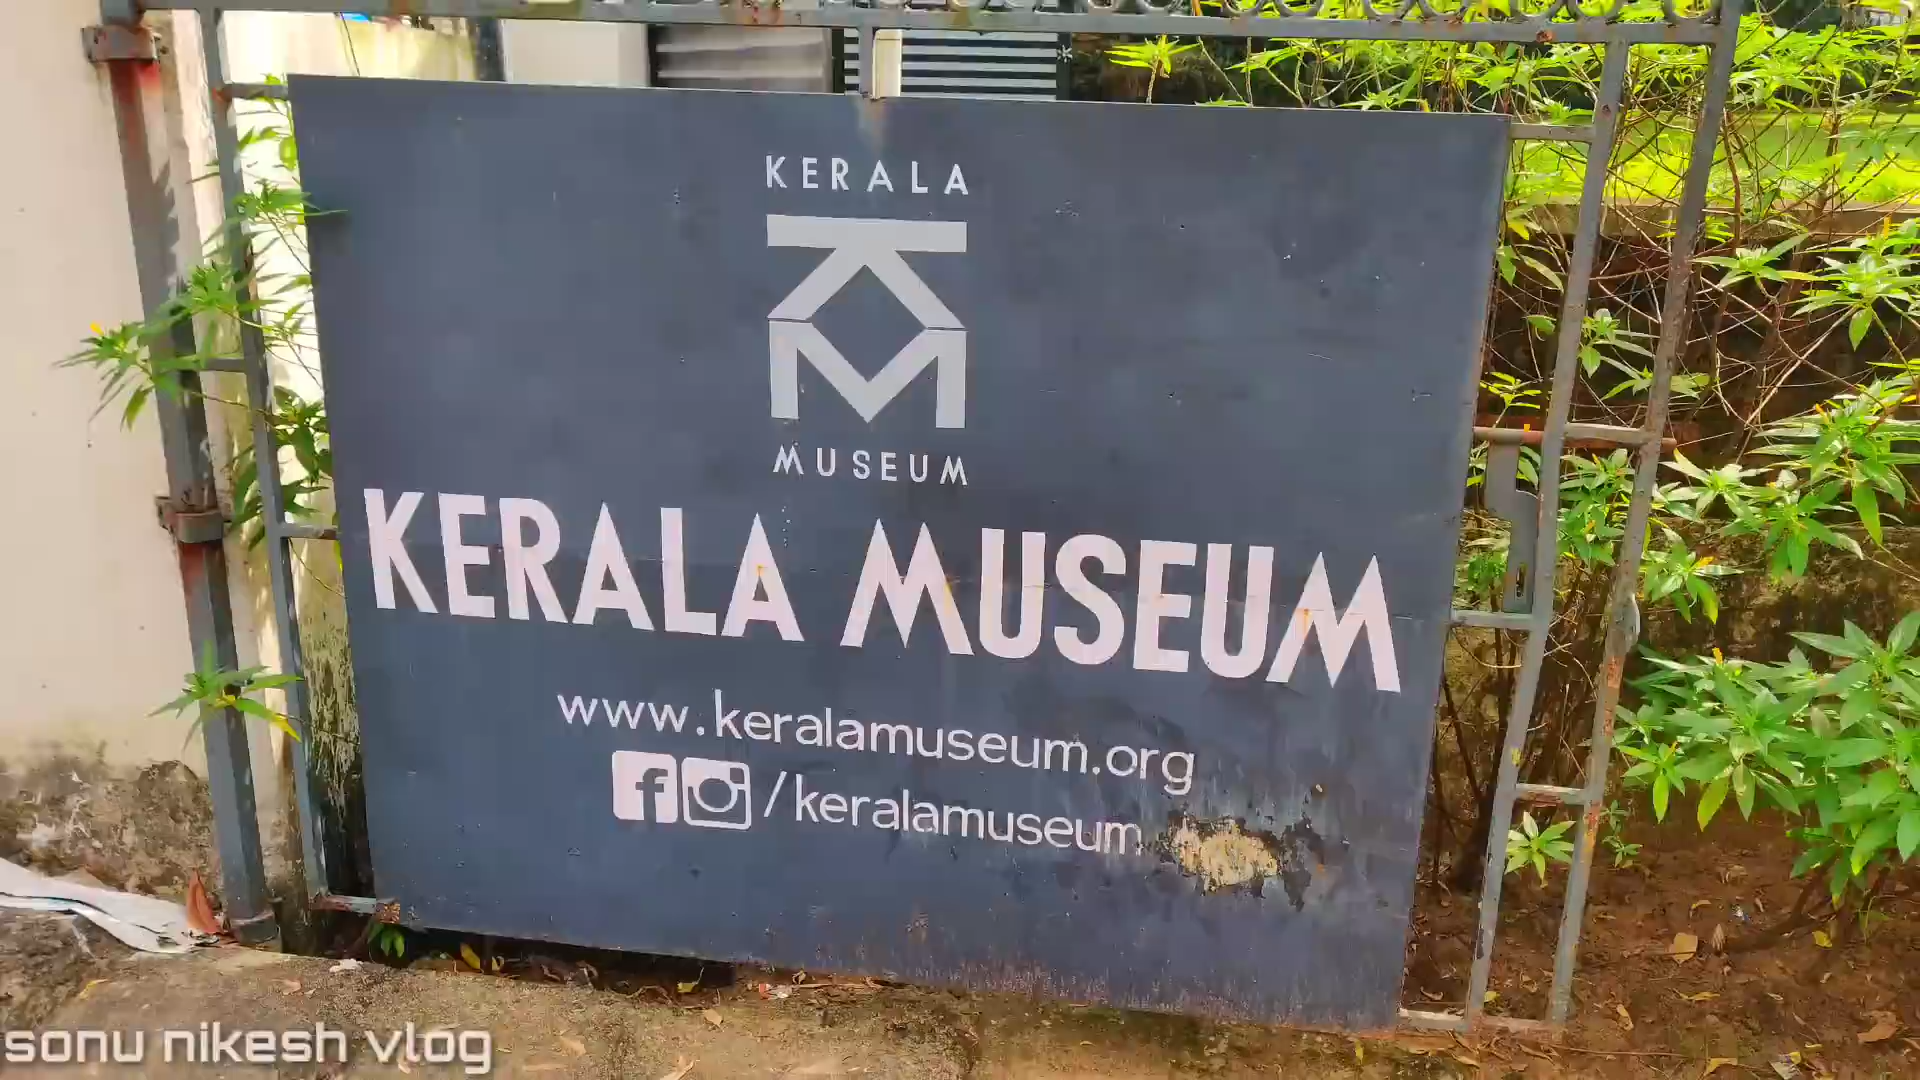 KERALA
MUSEUM
KERALA MUSEUM
www.keralamuseum.org
/keralamuseum
sonu nikesh vlog